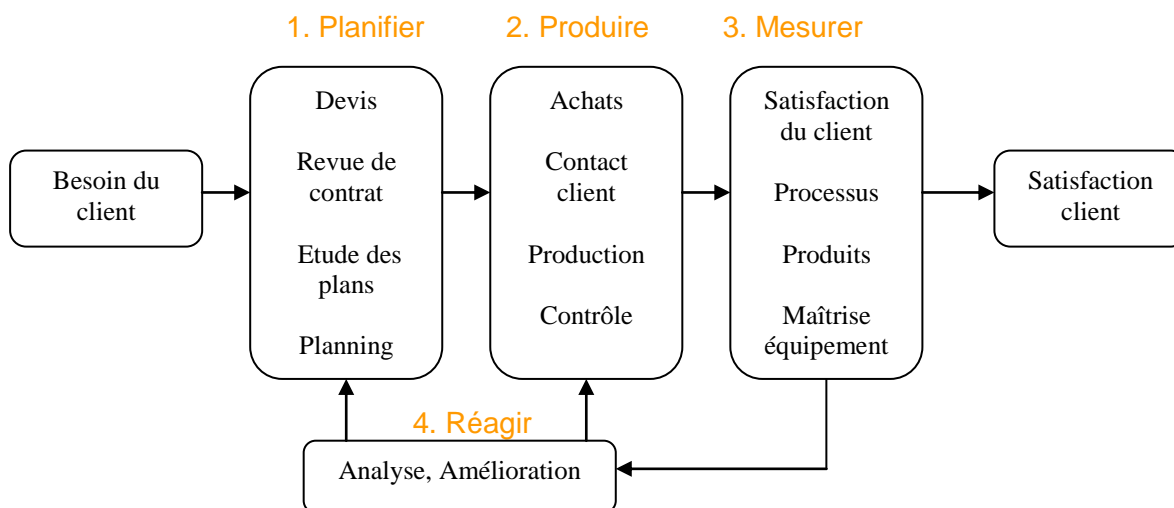 1. Planifier
2. Produire
3. Mesurer
Besoin du
client
Devis
Revue de
contrat
Etude des
plans
Planning
Achats
Contact
client
Production
Contrôle
Satisfaction
du client
Processus
Produits
Maîtrise
équipement
Satisfaction
client
4. Réagir
Analyse, Amélioration